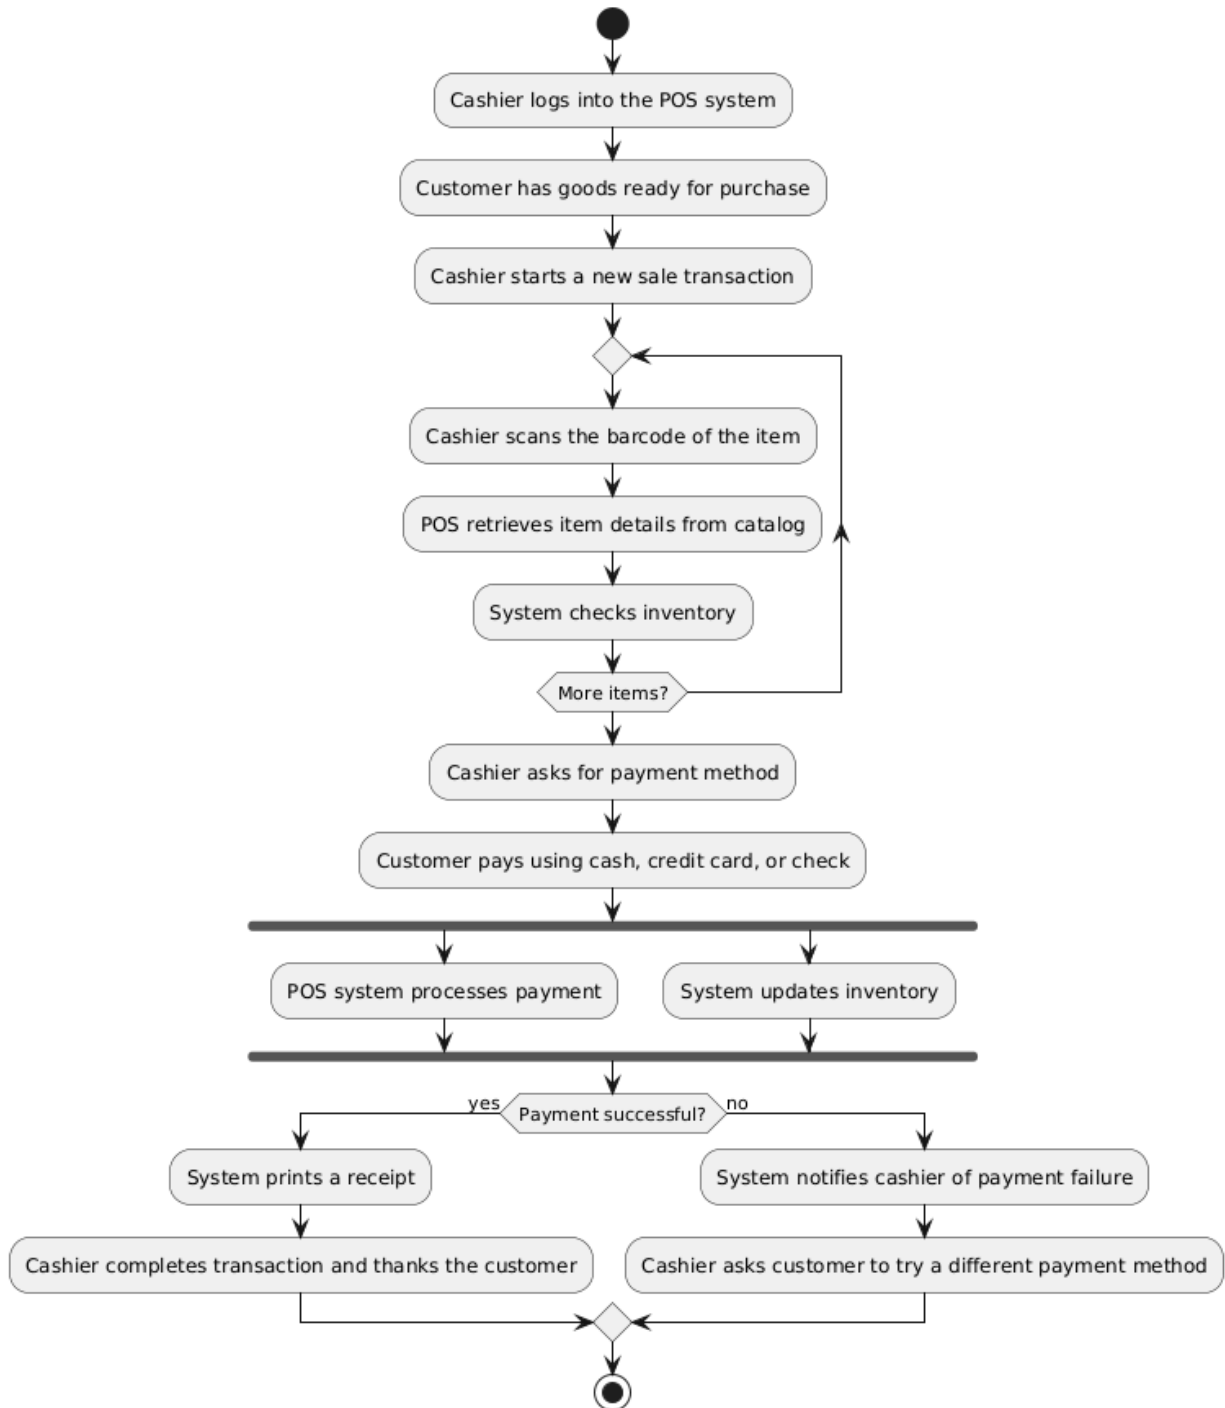 Cashier logs into the POS system
Customer has goods ready for purchase
Cashier starts a new sale transaction
Cashier scans the barcode of the item
POS retrieves item details from catalog
System checks inventory
More items?
Cashier asks for payment method
Customer pays using cash, credit card, or check
POS system processes payment
System updates inventory
yes
Payment successful?
no
System prints a receipt
System notifies cashier of payment failure
Cashier completes transaction and thanks the customer
Cashier asks customer to try a different payment method